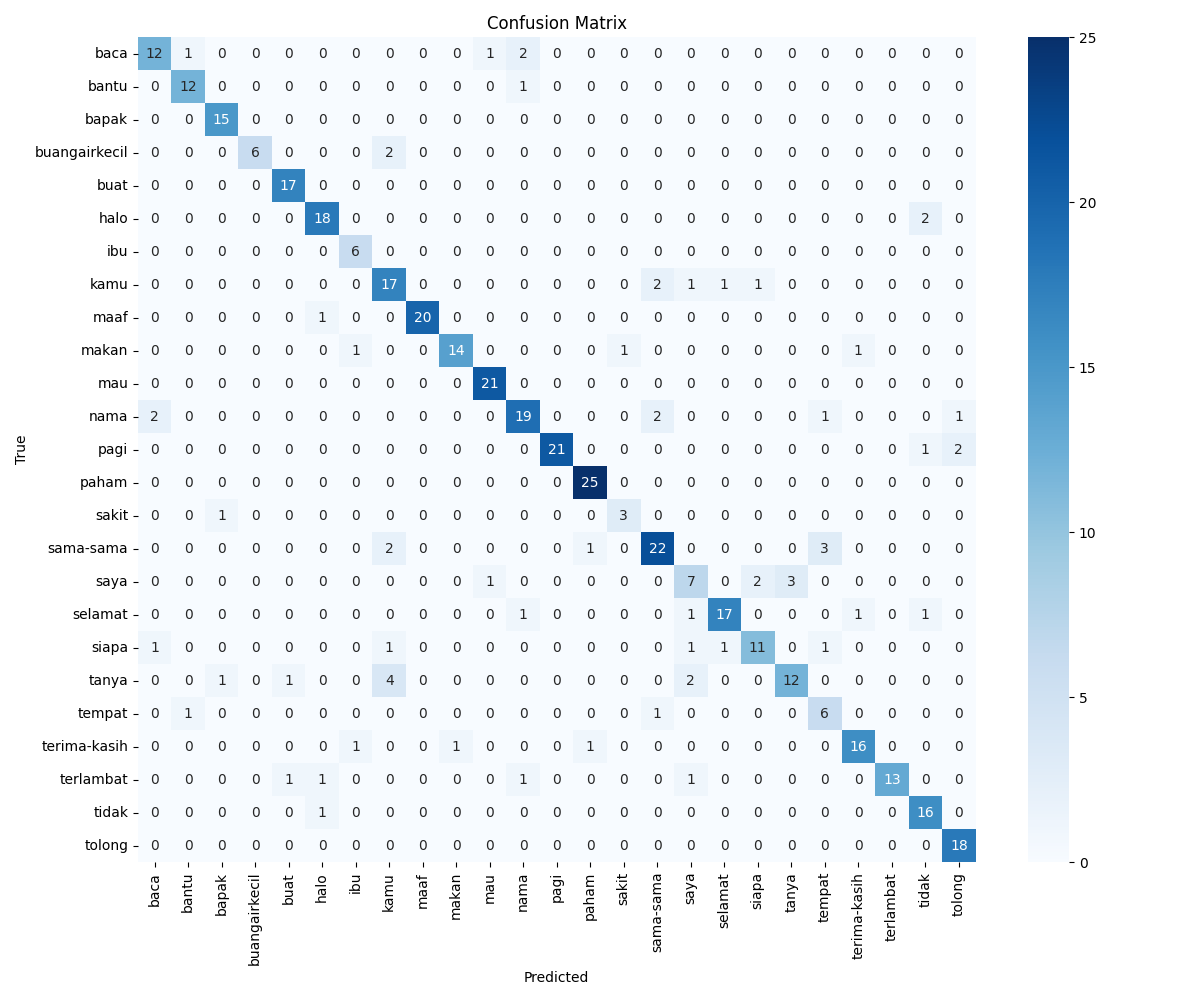 Confusion Matrix
baca 12 1 0 0 0 0 0 0 0 0 1 2 0 0 0 0 0 0 0 0 0 0 0 0 0
bantu 0 12 0 0 0 0 0 0 0 0 0 1 0 0 0 0 0 0 0 0 0 0 0 0 0
bapak 0 0 15 0 0 0 0 0 0 0 0 0 0 0 0 0 0 0 0 0 0 0 0 0 0
buangairkecil 0 0 0 6 0 0 0 2 0 0 0 0 0 0 0 0 0 0 0 0 0 0 0 0 0
buat 0 0 0 0 17 0 0 0 0 0 0 0 0 0 0 0 0 0 0 0 0 0 0 0 0
halo 0 0 0 0 0 18 0 0 0 0 0 0 0 0 0 0 0 0 0 0 0 0 0 2 0
ibu 0 0 0 0 0 0 6 0 0 0 0 0 0 0 0 0 0 0 0 0 0 0 0 0 0
kamu 0 0 0 0 0 0 0 17 0 0 0 0 0 0 0 2 1 1 1 0 0 0 0 0 0
maaf 0 0 0 0 0 1 0 0 20 0 0 0 0 0 0 0 0 0 0 0 0 0 0 0 0
makan 0 0 0 0 0 0 1 0 0 14 0 0 0 0 1 0 0 0 0 0 0 1 0 0 0
mau 0 0 0 0 0 0 0 0 0 0 21 0 0 0 0 0 0 0 0 0 0 0 0 0 0
nama 2 0 0 0 0 0 0 0 0 0 0 19 0 0 0 2 0 0 0 0 1 0 0 0 1
pagi 0 0 0 0 0 0 0 0 0 0 0 0 21 0 0 0 0 0 0 0 0 0 0 1 2
paham 0 0 0 0 0 0 0 0 0 0 0 0 0 25 0 0 0 0 0 0 0 0 0 0 0
sakit 0 0 1 0 0 0 0 0 0 0 0 0 0 0 3 0 0 0 0 0 0 0 0 0 0
sama-sama 0 0 0 0 0 0 0 2 0 0 0 0 0 1 0 22 0 0 0 0 3 0 0 0 0
saya 0 0 0 0 0 0 0 0 0 0 1 0 0 0 0 0 7 0 2 3 0 0 0 0 0
selamat 0 0 0 0 0 0 0 0 0 0 0 1 0 0 0 0 1 17 0 0 0 1 0 1 0
siapa 1 0 0 0 0 0 0 1 0 0 0 0 0 0 0 0 1 1 11 0 1 0 0 0 0
tanya 0 0 1 0 1 0 0 4 0 0 0 0 0 0 0 0 2 0 0 12 0 0 0 0 0
tempat 0 1 0 0 0 0 0 0 0 0 0 0 0 0 0 1 0 0 0 0 6 0 0 0 0
terima-kasih 0 0 0 0 0 0 1 0 0 1 0 0 0 1 0 0 0 0 0 0 0 16 0 0 0
terlambat 0 0 0 0 1 1 0 0 0 0 0 1 0 0 0 0 1 0 0 0 0 0 13 0 0
tidak 0 0 0 0 0 1 0 0 0 0 0 0 0 0 0 0 0 0 0 0 0 0 0 16 0
tolong 0 0 0 0 0 0 0 0 0 0 0 0 0 0 0 0 0 0 0 0 0 0 0 0 18
baca bantu bapak buangairkecil buat halo ibu kamu maaf makan mau nama pagi paham sakit sama-sama saya selamat siapa tanya tempat terima-kasih terlambat tidak tolong
Predicted
True
25
20
15
10
5
0